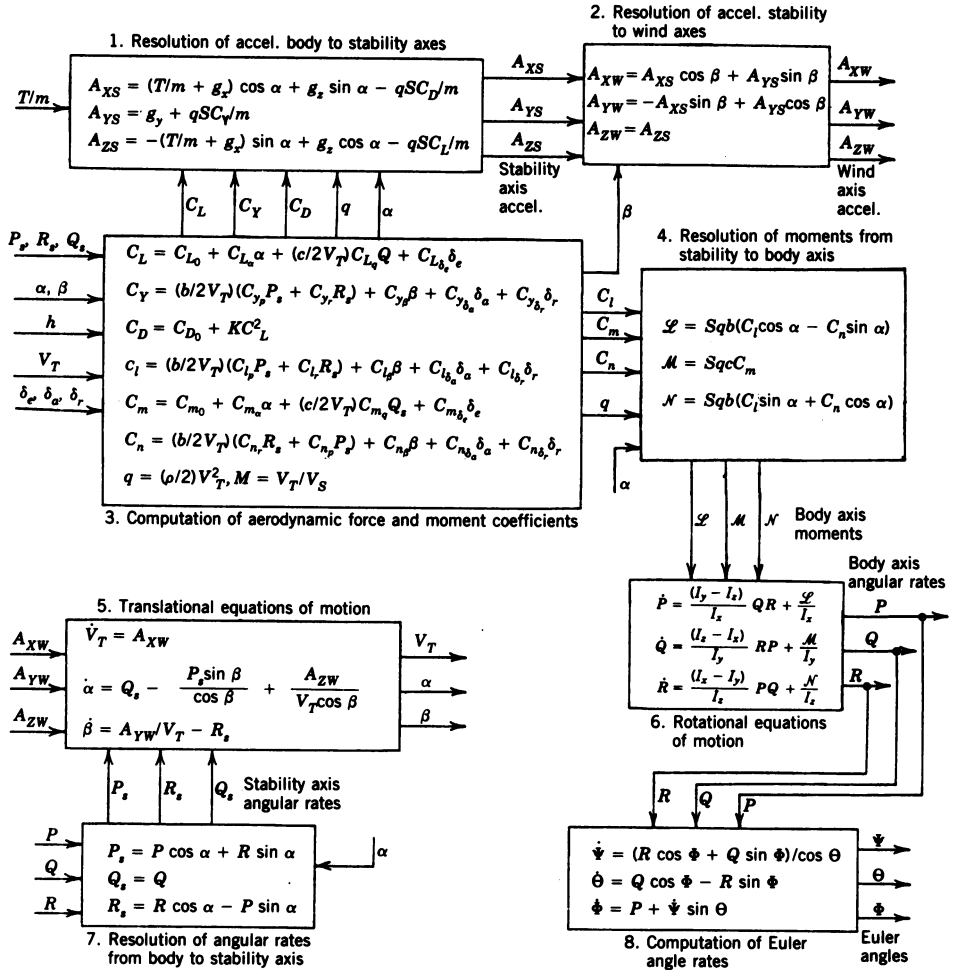 1. Resolution of accel. body to stability axes
T/m
A_XS = (T/m + g_x) cos α + g_z sin α − qSC_D/m
A_YS = g_y + qSC_Y/m
A_ZS = −(T/m + g_x) sin α + g_z cos α − qSC_L/m
A_XS
A_YS
A_ZS
Stability
axis
accel.
2. Resolution of accel. stability
to wind axes
A_XW = A_XS cos β + A_YS sin β
A_YW = −A_XS sin β + A_YS cos β
A_ZW = A_ZS
A_XW
A_YW
A_ZW
Wind
axis
accel.
C_L
C_Y
C_D
q
α
β
P_s, R_s, Q_s
α, β
h
V_T
δ_e, δ_a, δ_r
C_L = C_L0 + C_Lα α + (c/2V_T)C_Lq Q + C_Lδe δ_e
C_Y = (b/2V_T)(C_yp P_s + C_yr R_s) + C_yβ β + C_yδa δ_a + C_yδr δ_r
C_D = C_D0 + KC²_L
C_l = (b/2V_T)(C_lp P_s + C_lr R_s) + C_lβ β + C_lδa δ_a + C_lδr δ_r
C_m = C_m0 + C_mα α + (c/2V_T)C_mq Q_s + C_mδe δ_e
C_n = (b/2V_T)(C_nr R_s + C_np P_s) + C_nβ β + C_nδa δ_a + C_nδr δ_r
q = (ρ/2)V²_T, M = V_T/V_S
3. Computation of aerodynamic force and moment coefficients
C_l
C_m
C_n
q
α
4. Resolution of moments from
stability to body axis
ℒ = Sqb(C_l cos α − C_n sin α)
ℳ = SqcC_m
𝒩 = Sqb(C_l sin α + C_n cos α)
ℒ
ℳ
𝒩
Body axis
moments
Body axis
angular rates
Ṗ = (I_y − I_z)/I_x QR + ℒ/I_x
Q̇ = (I_z − I_x)/I_y RP + ℳ/I_y
Ṙ = (I_x − I_y)/I_z PQ + 𝒩/I_z
P
Q
R
6. Rotational equations
of motion
5. Translational equations of motion
A_XW
A_YW
A_ZW
V̇_T = A_XW
α̇ = Q_s − P_s sin β/cos β + A_ZW/V_T cos β
β̇ = A_YW/V_T − R_s
V_T
α
β
P_s
R_s
Q_s
Stability axis
angular rates
P
Q
R
P_s = P cos α + R sin α
Q_s = Q
R_s = R cos α − P sin α
α
7. Resolution of angular rates
from body to stability axis
R
Q
P
Ψ̇ = (R cos Φ + Q sin Φ)/cos Θ
Θ̇ = Q cos Φ − R sin Φ
Φ̇ = P + Ψ̇ sin Θ
Ψ
Θ
Φ
Euler
angles
8. Computation of Euler
angle rates